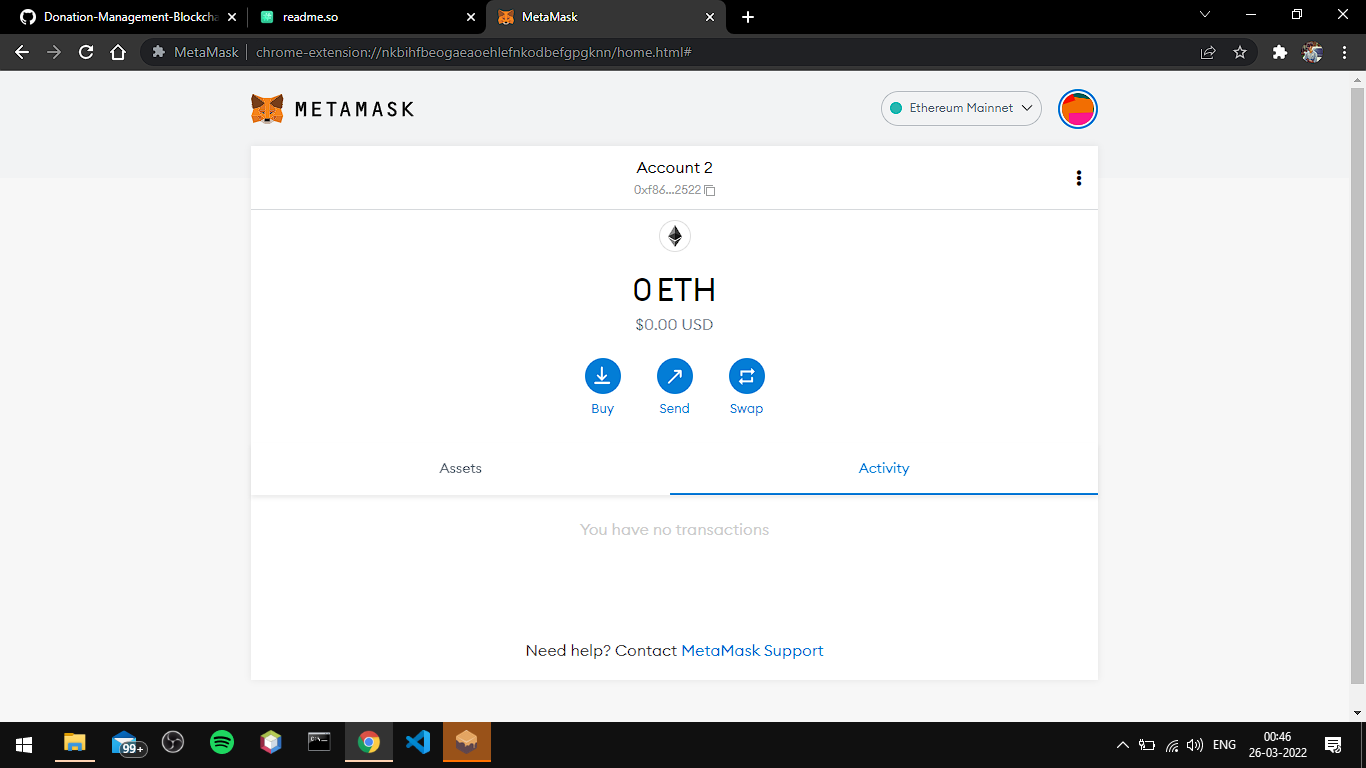 Donation-Management-Blockcha
readme.so
MetaMask
MetaMask
chrome-extension://nkbihfbeogaeaoehlefnkodbefgpgknn/home.html#
METAMASK
Ethereum Mainnet
Account 2
0xf86...2522
0 ETH
$0.00 USD
Buy
Send
Swap
Assets
Activity
You have no transactions
Need help? Contact MetaMask Support
99+
ENG
00:46
26-03-2022